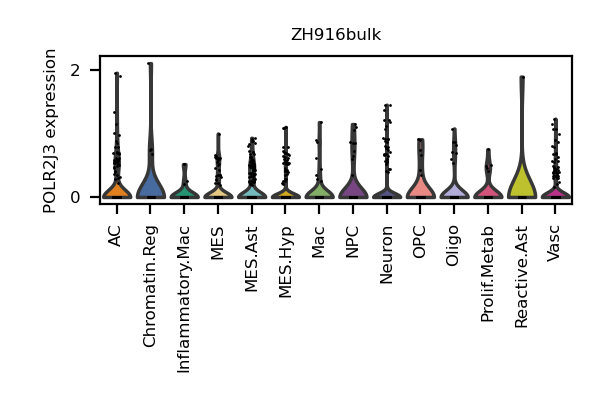 ZH916bulk
POLR2J3 expression
2
0
AC
Chromatin.Reg
Inflammatory.Mac
MES
MES.Ast
MES.Hyp
Mac
NPC
Neuron
OPC
Oligo
Prolif.Metab
Reactive.Ast
Vasc